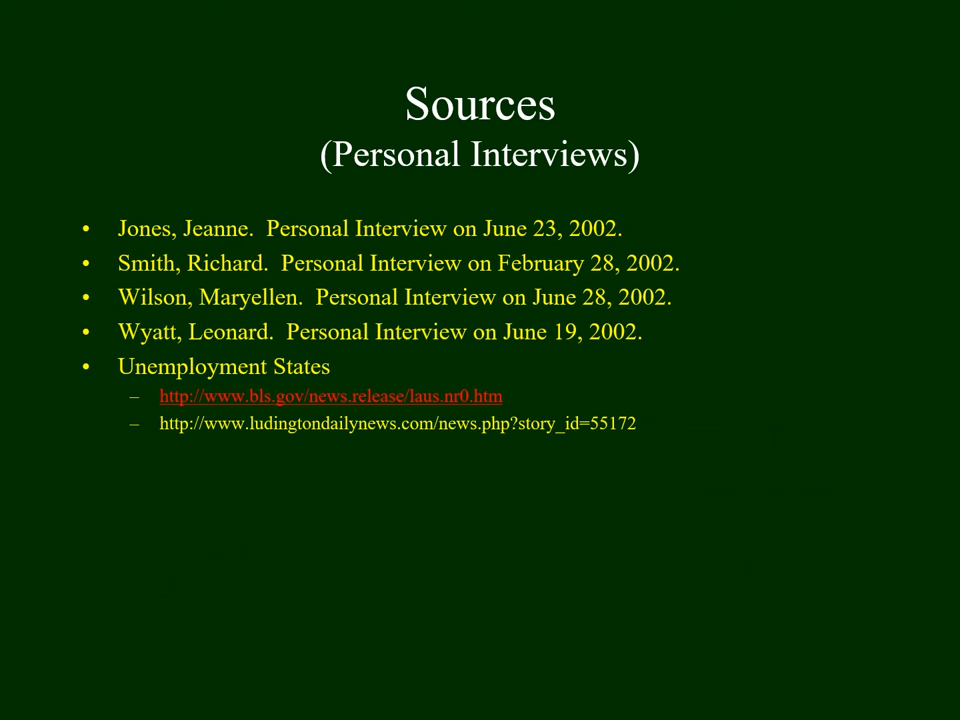 Sources
(Personal Interviews)
• Jones, Jeanne.  Personal Interview on June 23, 2002.
• Smith, Richard.  Personal Interview on February 28, 2002.
• Wilson, Maryellen.  Personal Interview on June 28, 2002.
• Wyatt, Leonard.  Personal Interview on June 19, 2002.
• Unemployment States
– http://www.bls.gov/news.release/laus.nr0.htm
– http://www.ludingtondailynews.com/news.php?story_id=55172